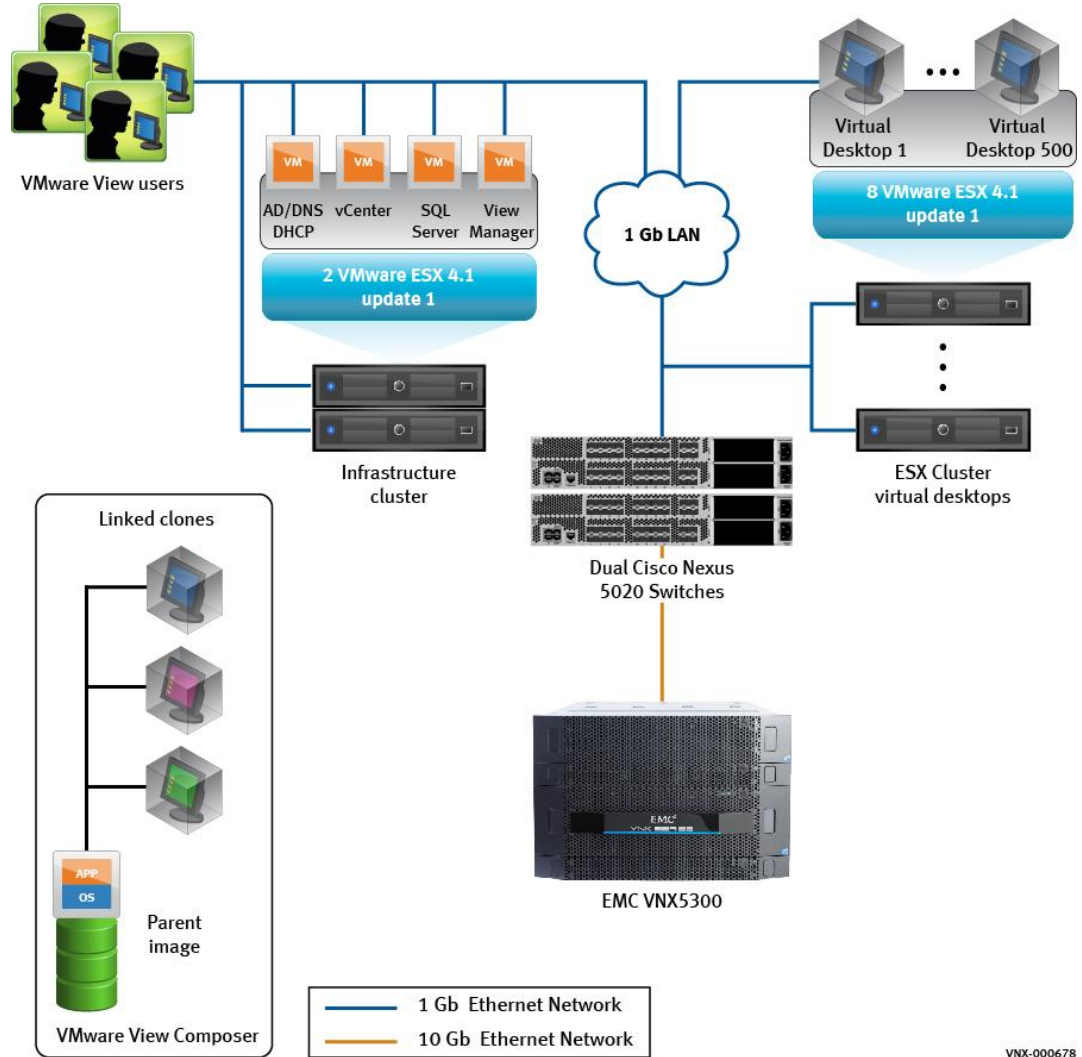 VMware View users
VM
VM
VM
VM
AD/DNS
DHCP
vCenter
SQL
Server
View
Manager
2 VMware ESX 4.1
update 1
Infrastructure
cluster
1 Gb LAN
Virtual
Desktop 1
Virtual
Desktop 500
8 VMware ESX 4.1
update 1
ESX Cluster
virtual desktops
Dual Cisco Nexus
5020 Switches
EMC²
VNX
EMC VNX5300
Linked clones
APP
OS
Parent
image
VMware View Composer
1 Gb Ethernet Network
10 Gb Ethernet Network
VNX-000678